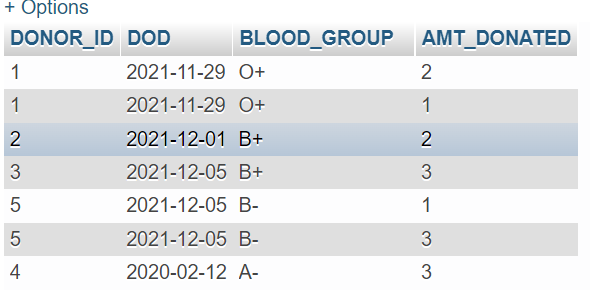 + Options
DONOR_ID DOD BLOOD_GROUP AMT_DONATED
1 2021-11-29 O+ 2
1 2021-11-29 O+ 1
2 2021-12-01 B+ 2
3 2021-12-05 B+ 3
5 2021-12-05 B- 1
5 2021-12-05 B- 3
4 2020-02-12 A- 3